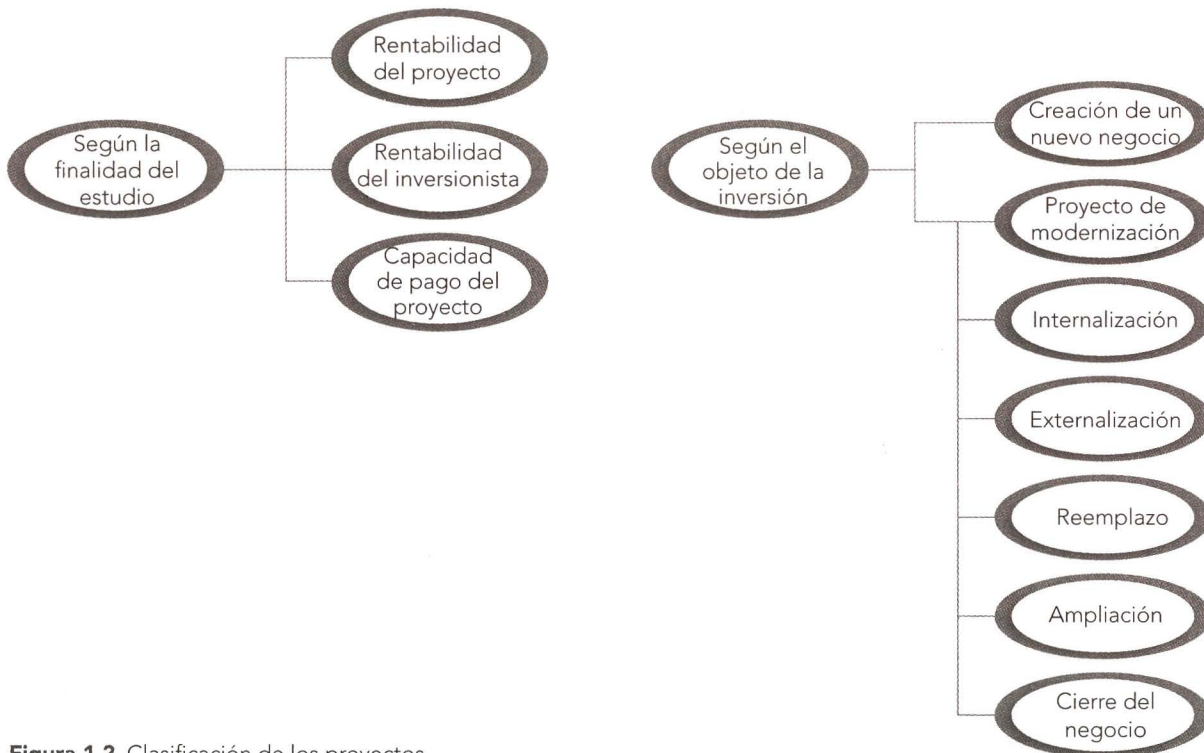 Según la
finalidad del
estudio
Rentabilidad
del proyecto
Rentabilidad
del inversionista
Capacidad
de pago del
proyecto
Según el
objeto de la
inversión
Creación de un
nuevo negocio
Proyecto de
modernización
Internalización
Externalización
Reemplazo
Ampliación
Cierre del
negocio
Figura 1.2 Clasificación de los proyectos